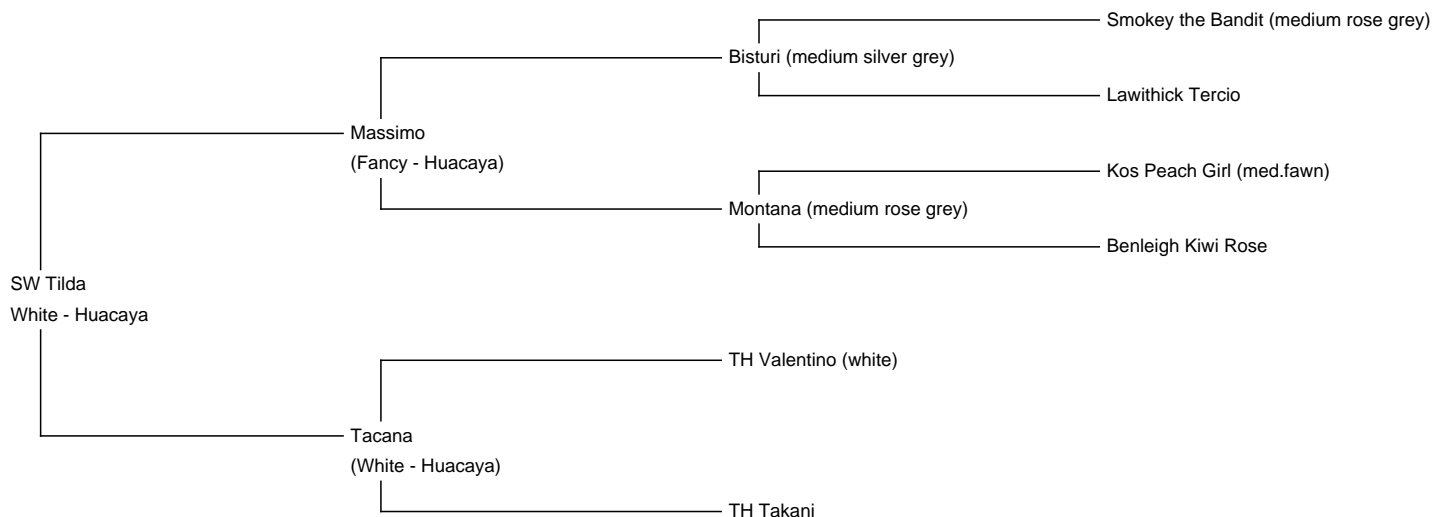 Smokey the Bandit (medium rose grey)
Bisturi (medium silver grey)
Lawithick Tercio
Massimo
(Fancy - Huacaya)
Kos Peach Girl (med.fawn)
Montana (medium rose grey)
Benleigh Kiwi Rose
SW Tilda
White - Huacaya
TH Valentino (white)
Tacana
(White - Huacaya)
TH Takani